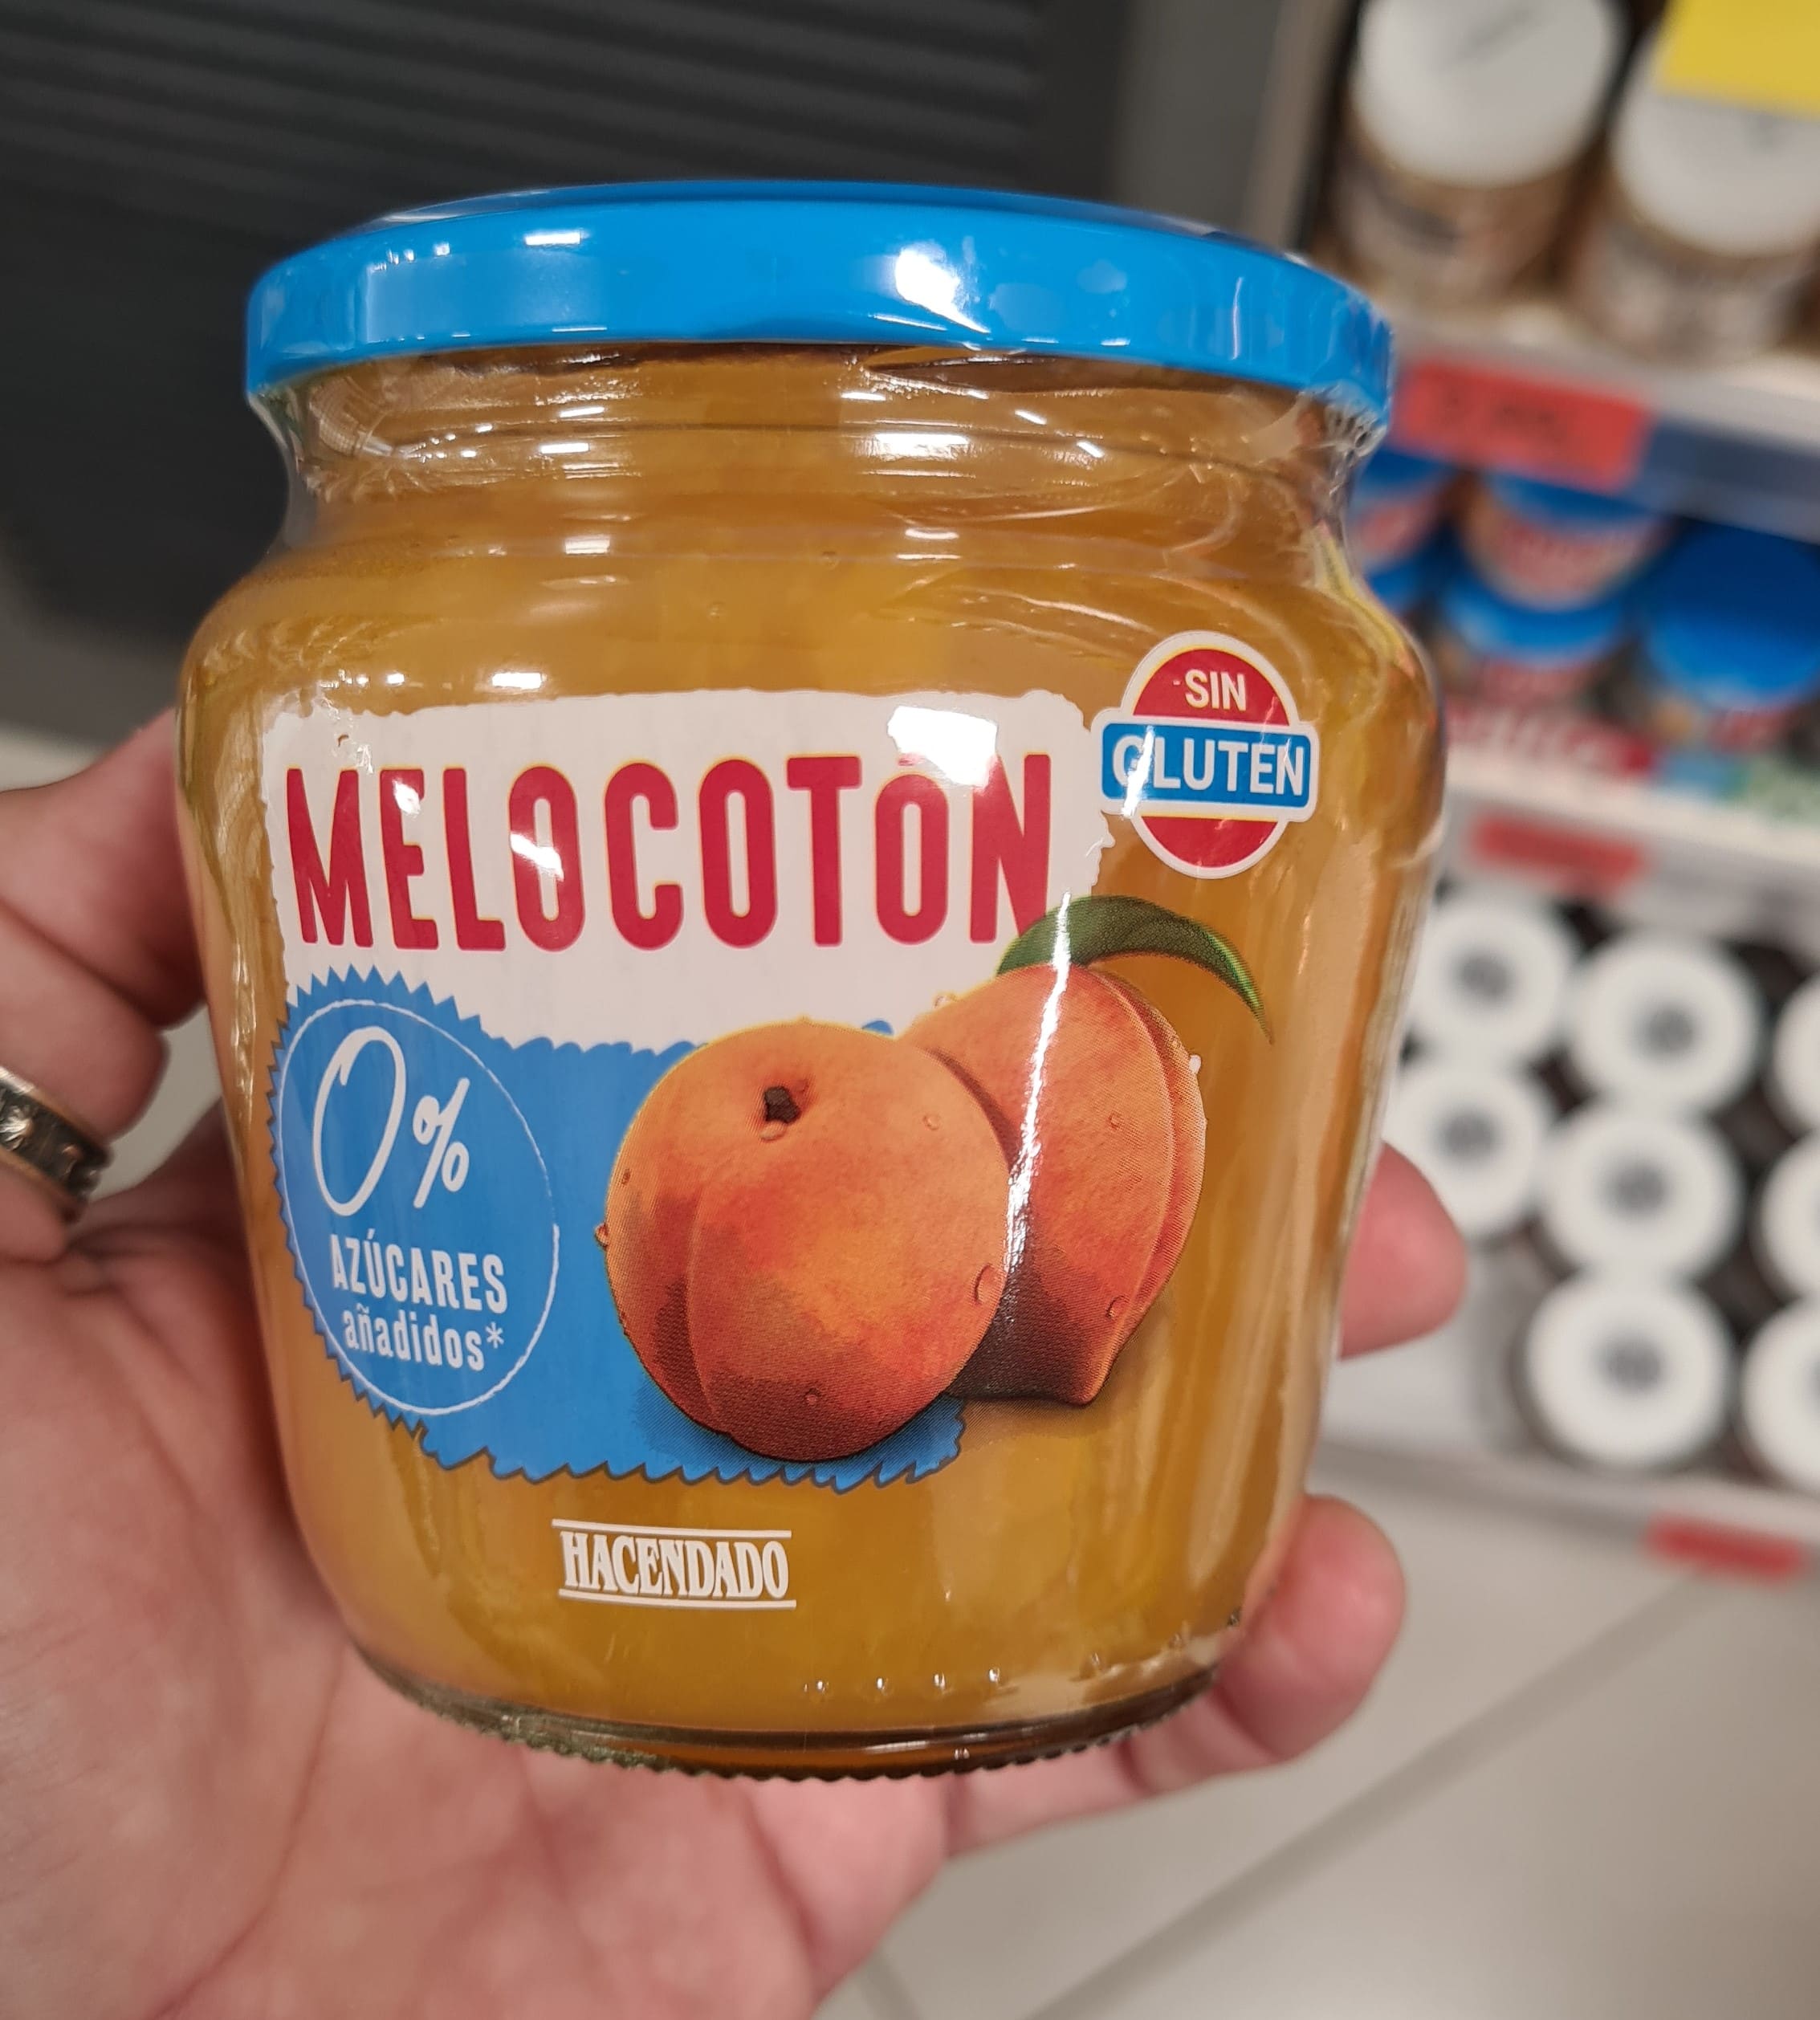 SIN
GLUTEN
MELOCOTÓN
0%
AZÚCARES
añadidos*
HACENDADO